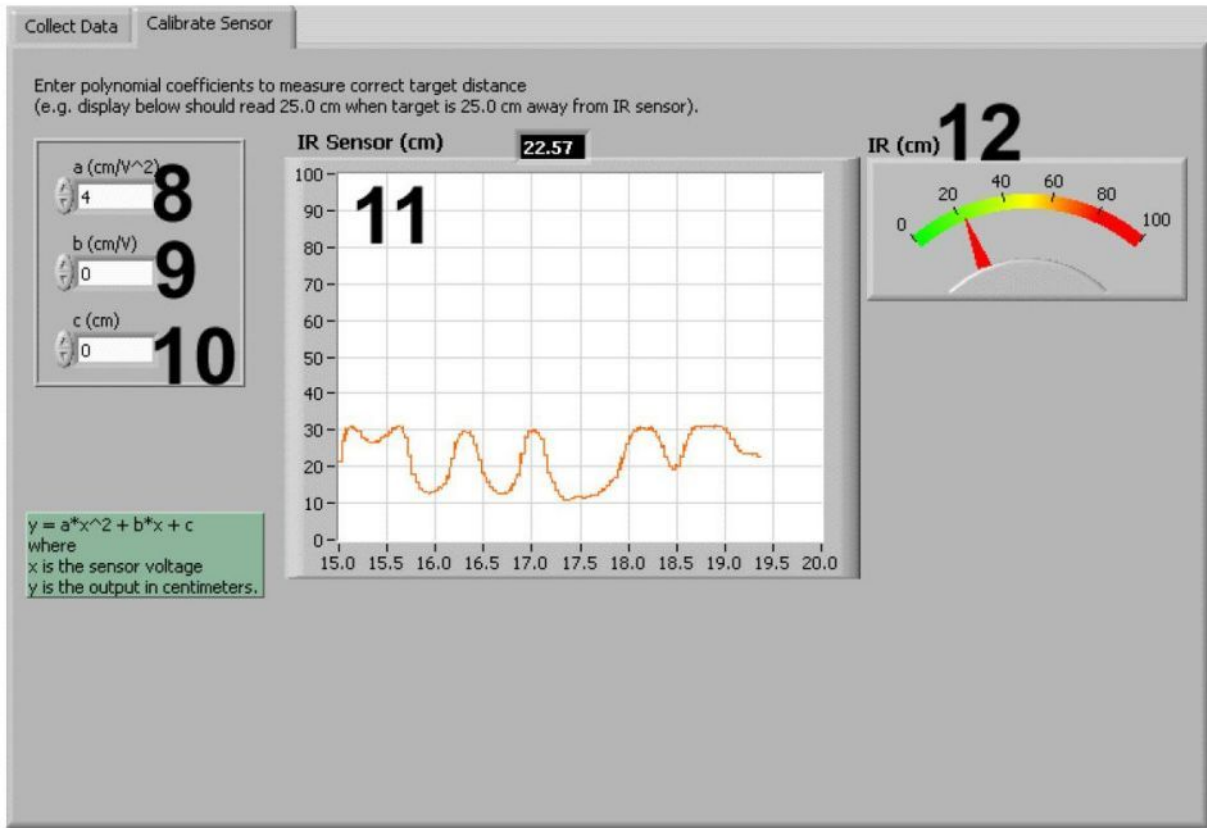 Collect Data
Calibrate Sensor
Enter polynomial coefficients to measure correct target distance
(e.g. display below should read 25.0 cm when target is 25.0 cm away from IR sensor).
a (cm/V^2)
4
8
b (cm/V)
0
9
c (cm)
0
10
y = a*x^2 + b*x + c
where
x is the sensor voltage
y is the output in centimeters.
IR Sensor (cm)
22.57
11
100
90
80
70
60
50
40
30
20
10
0
15.0 15.5 16.0 16.5 17.0 17.5 18.0 18.5 19.0 19.5 20.0
IR (cm)
12
0 20 40 60 80 100